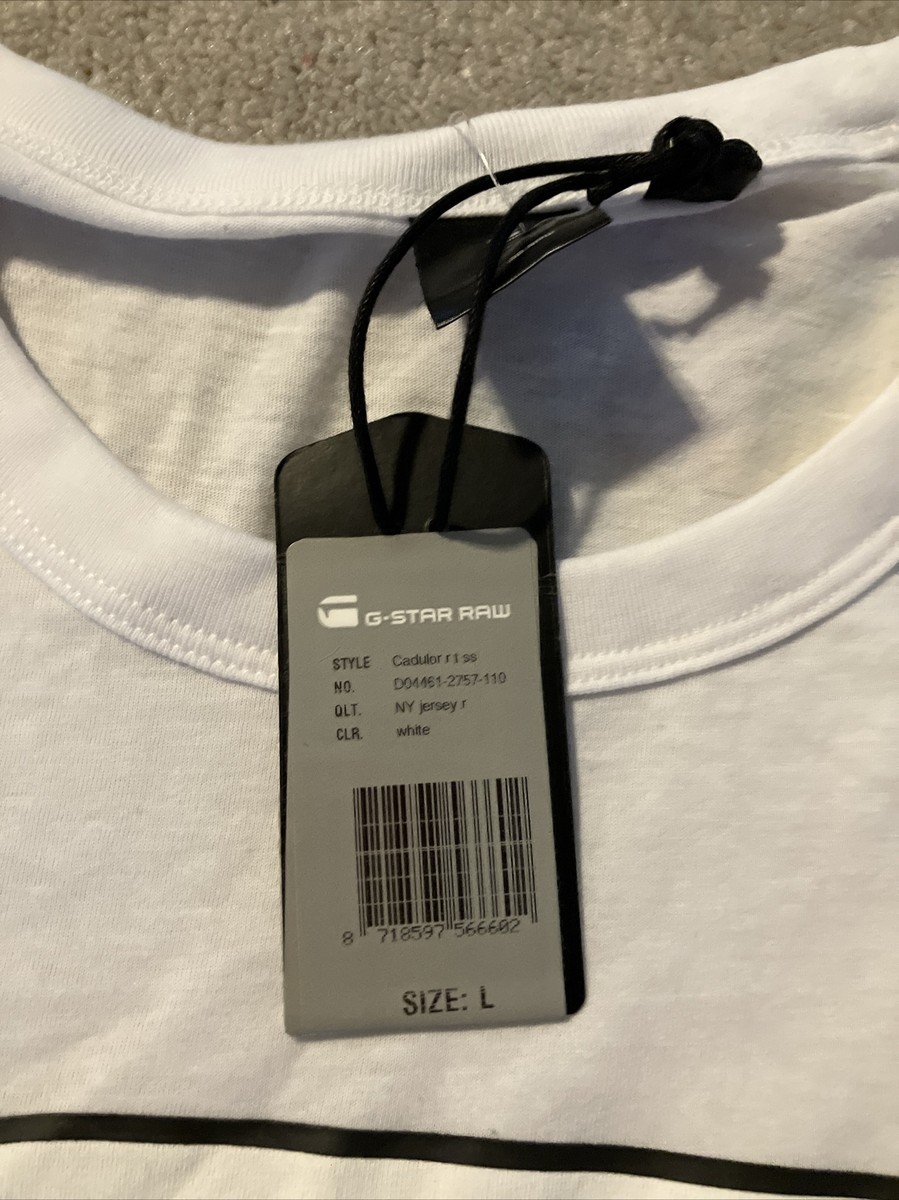 G-STAR RAW
STYLE Cadulor r t ss
NO. D04461-2757-110
QLT. NY jersey r
CLR. white
8 718597 566602
SIZE: L